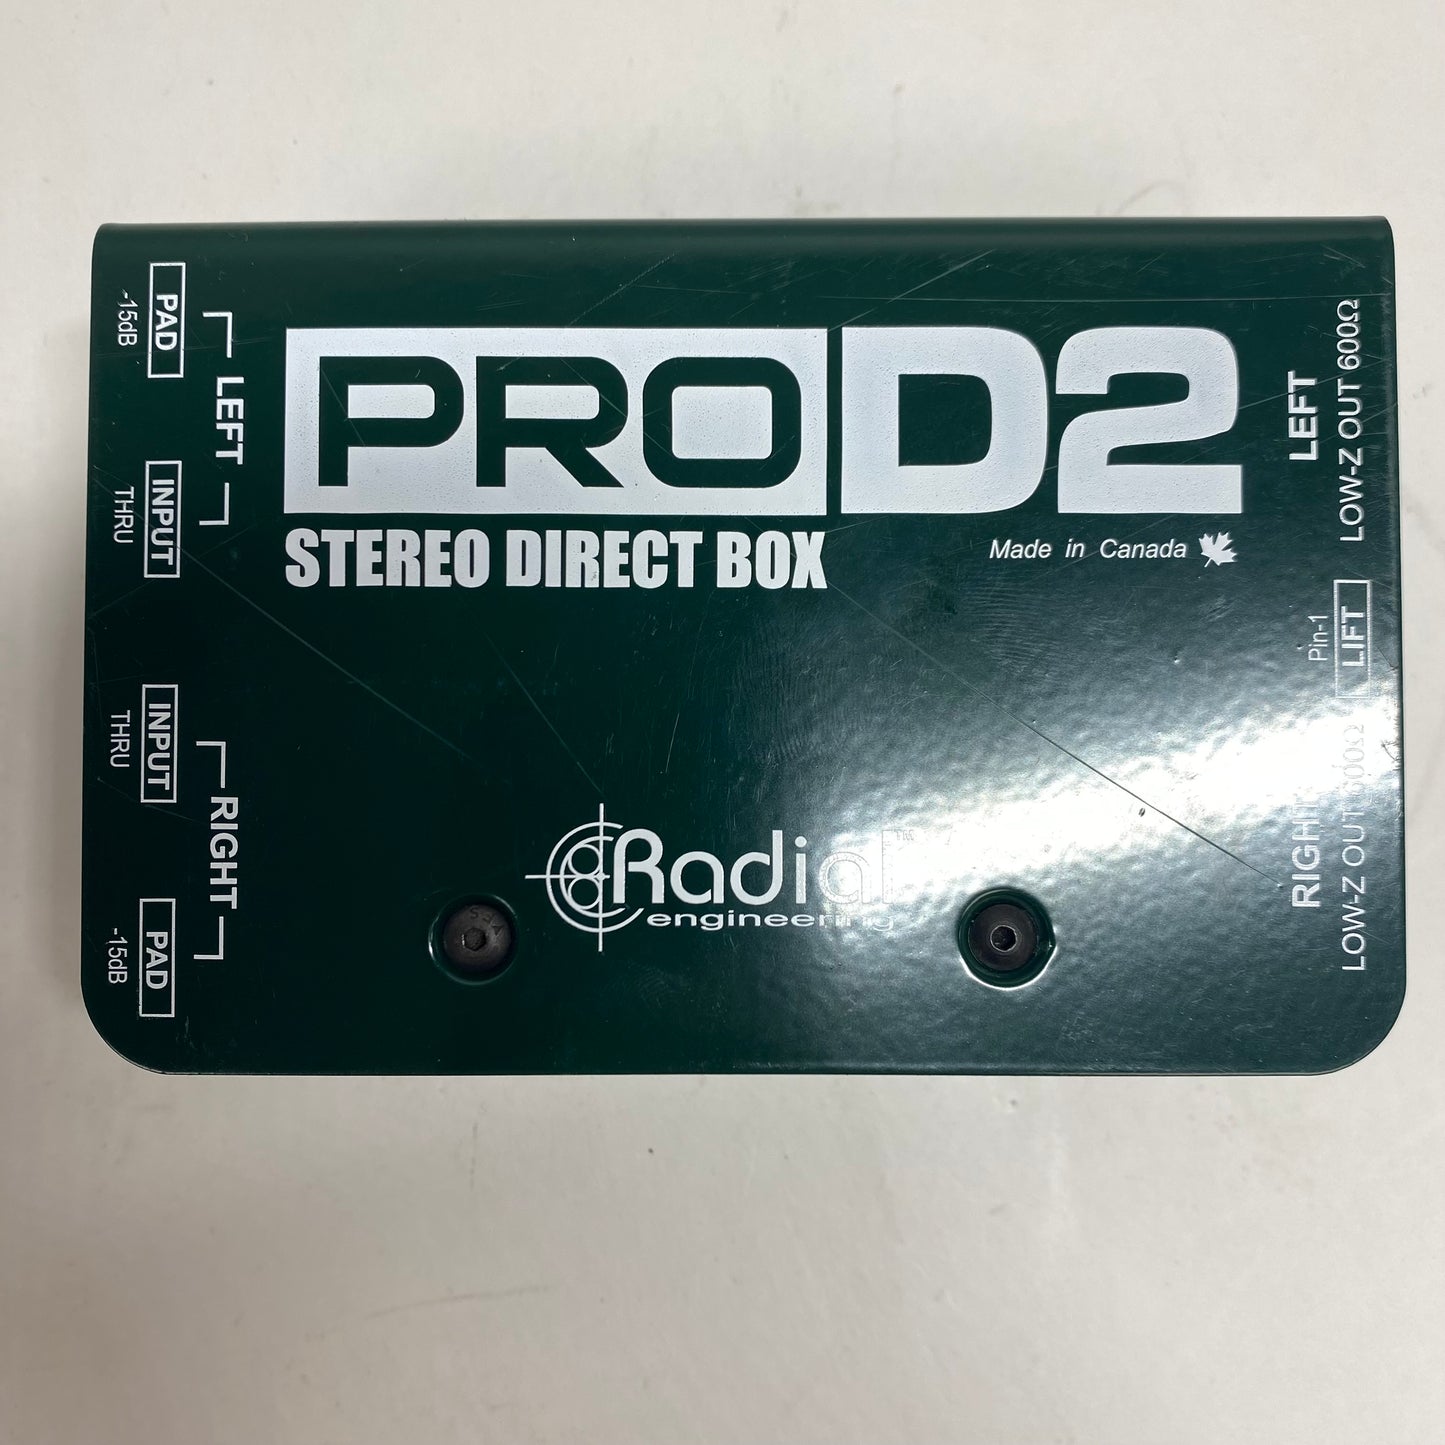 PAD
-15dB
LEFT
INPUT
THRU
INPUT
THRU
RIGHT
PAD
-15dB
PRO D2
STEREO DIRECT BOX
Made in Canada
Radial
engineering
LEFT
LOW-Z OUT 600Ω
Pin-1
LIFT
RIGHT
LOW-Z OUT 600Ω